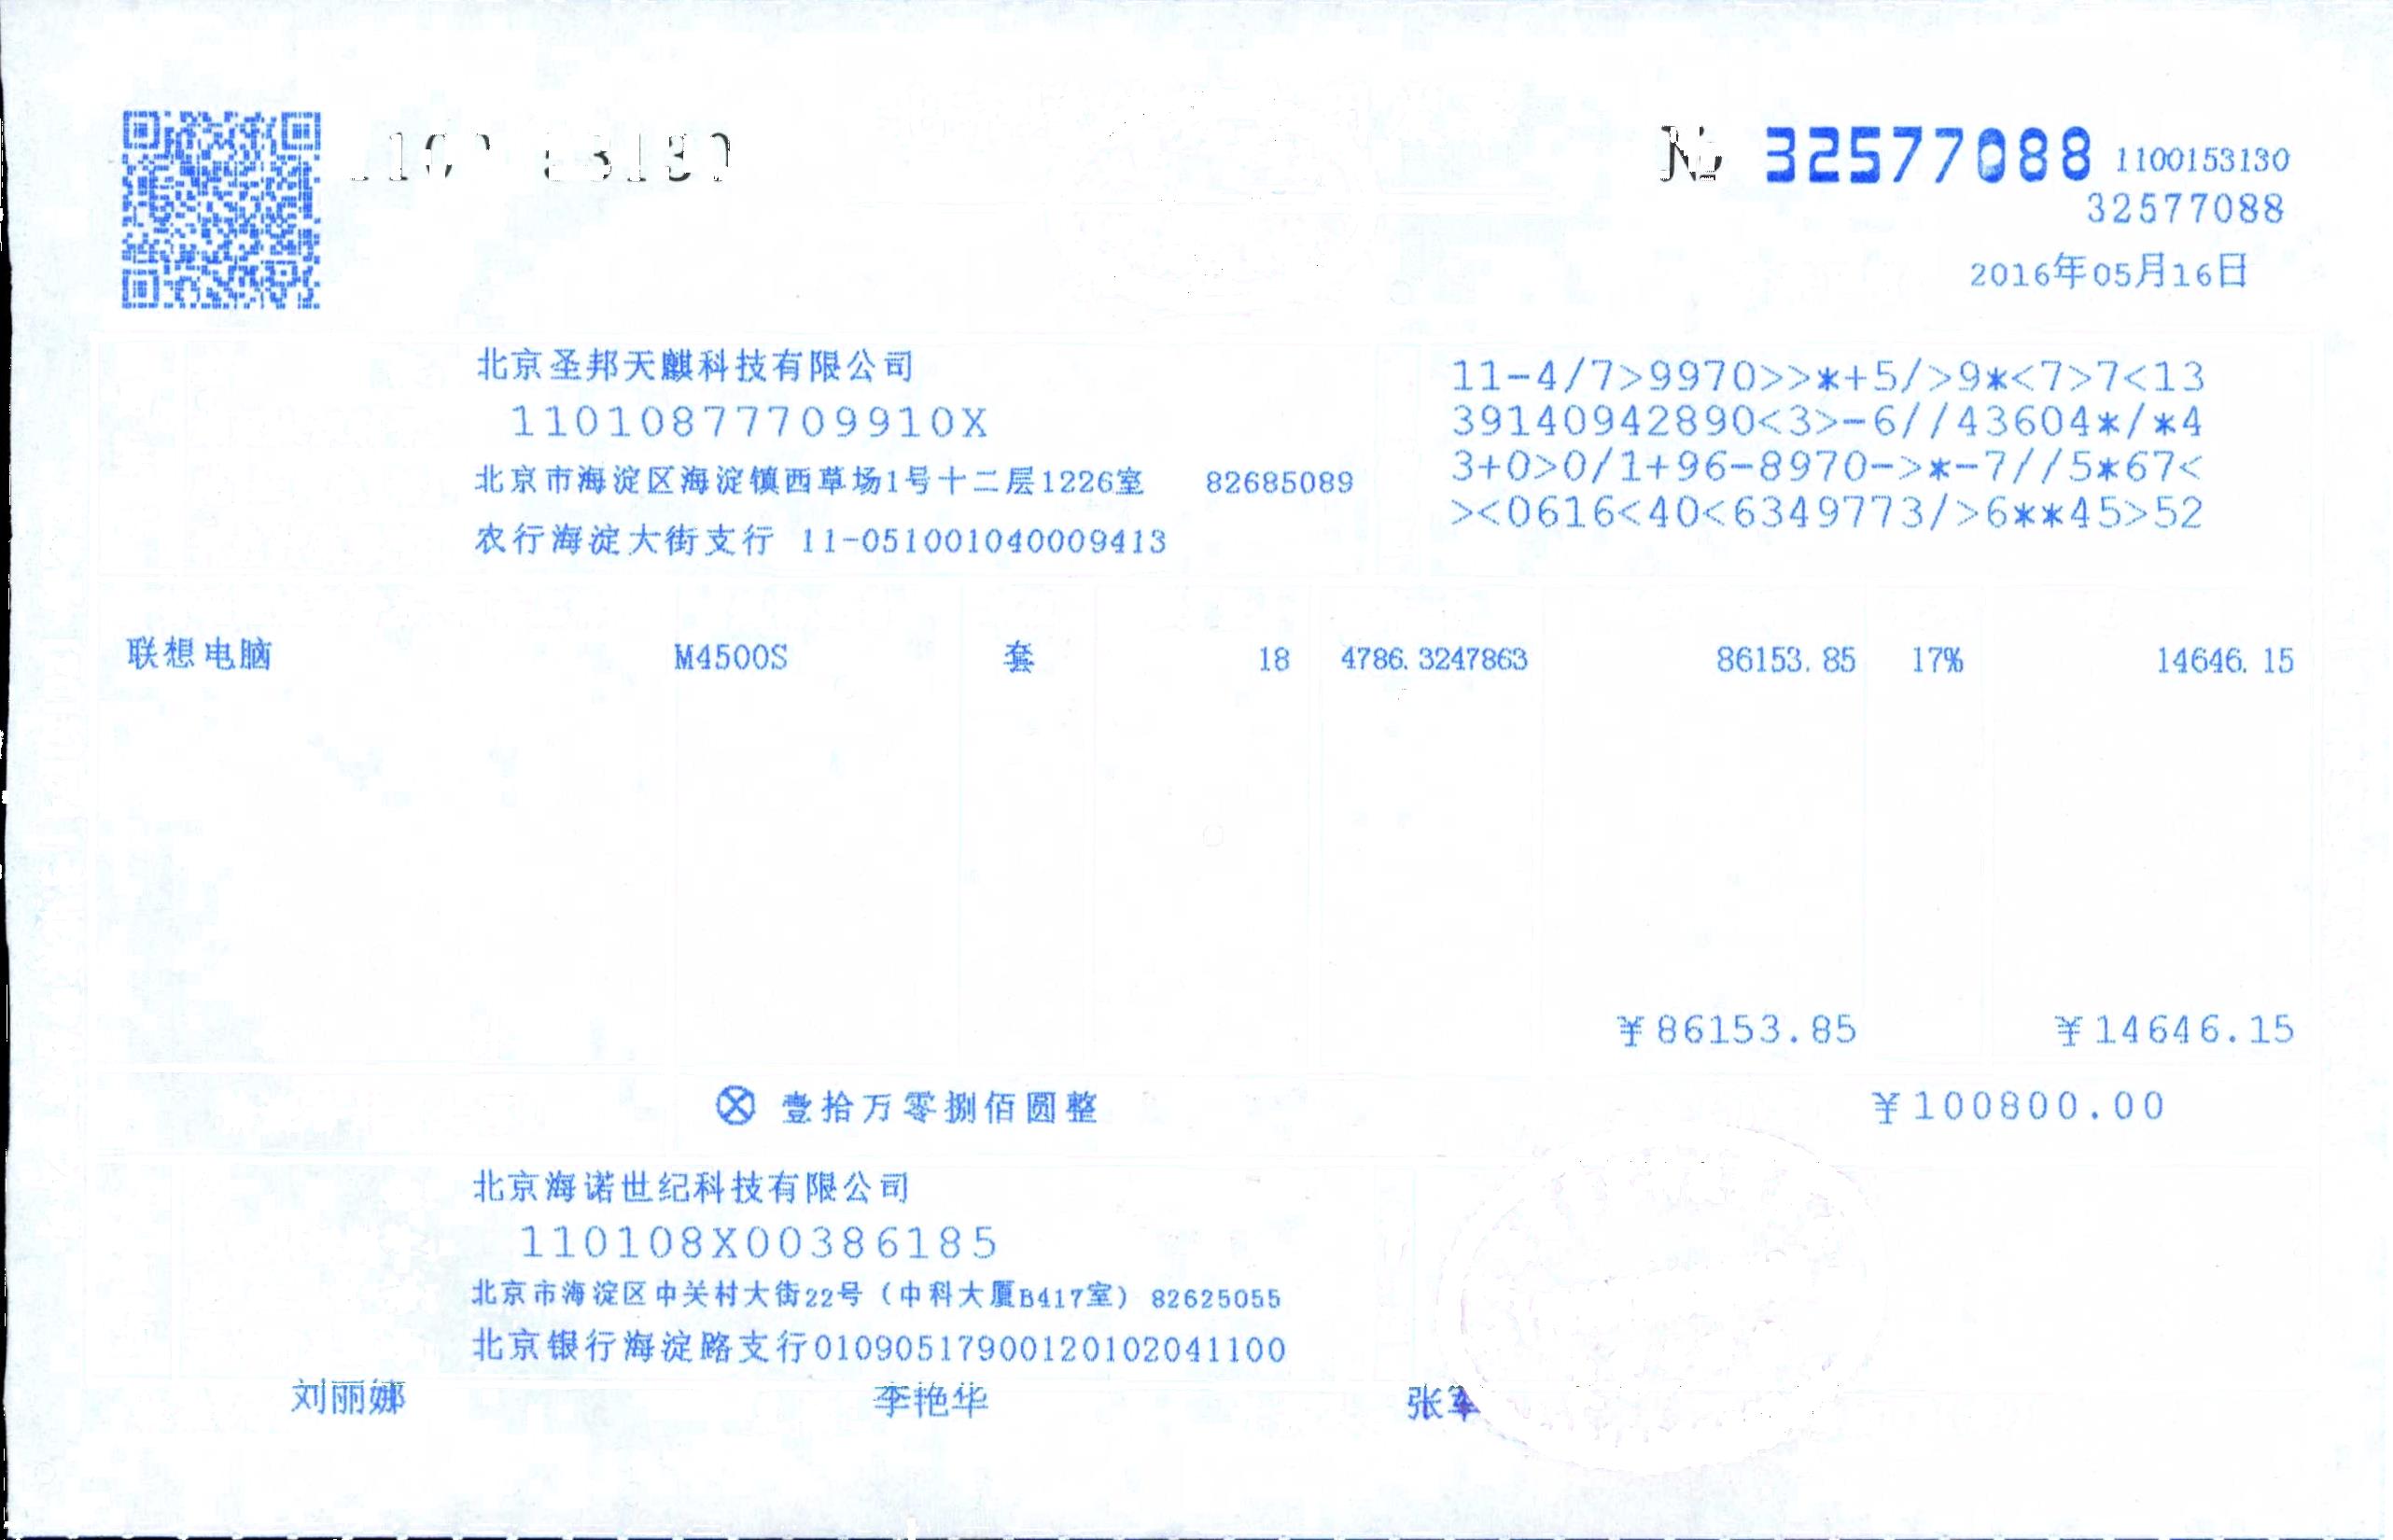 № 32577088 1100153130
32577088
2016年05月16日
北京圣邦天麒科技有限公司
11010877709910X
北京市海淀区海淀镇西草场1号十二层1226室 82685089
农行海淀大街支行 11-051001040009413
11-4/7>9970>>*+5/>9*<7>7<13
39140942890<3>-6//43604*/*4
3+0>0/1+96-8970->*-7//5*67<
><0616<40<6349773/>6**45>52
联想电脑 M4500S 套 18 4786.3247863 86153.85 17% 14646.15
¥86153.85 ¥14646.15
ⓧ 壹拾万零捌佰圆整 ¥100800.00
北京海诺世纪科技有限公司
110108X00386185
北京市海淀区中关村大街22号（中科大厦B417室）82625055
北京银行海淀路支行01090517900120102041100
刘丽娜 李艳华 张军